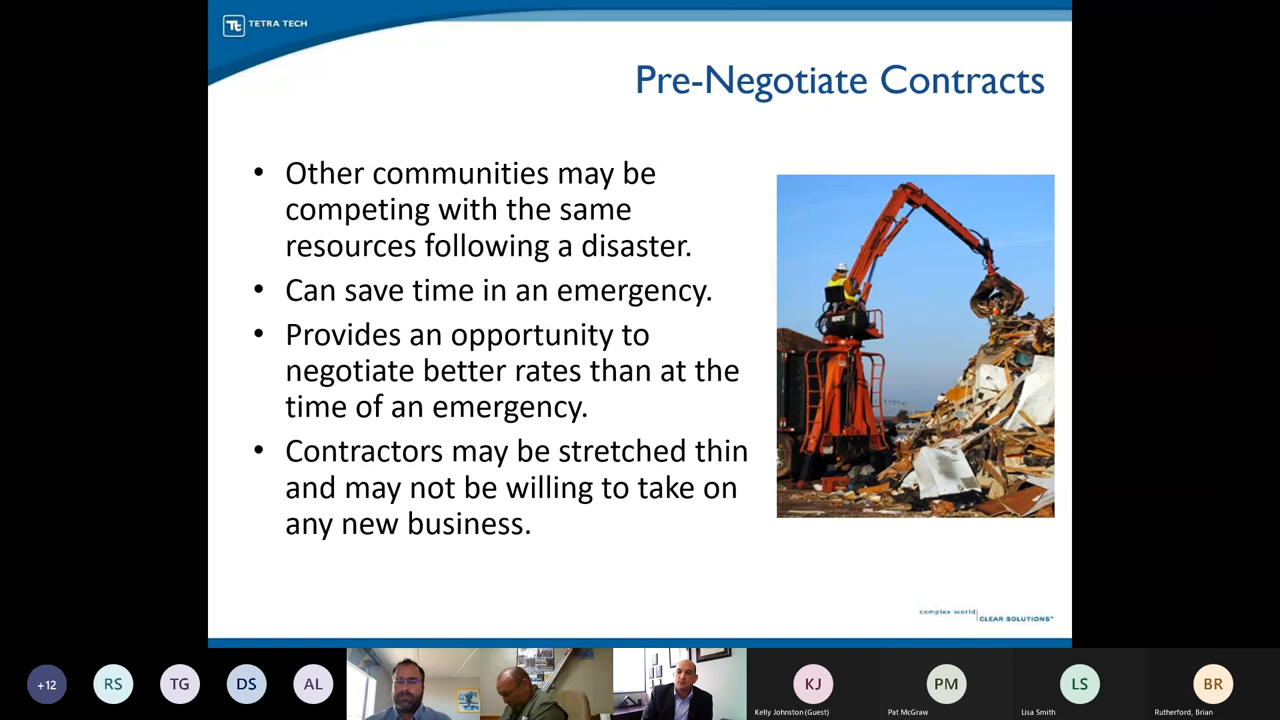 TETRA TECH
Pre-Negotiate Contracts
• Other communities may be
competing with the same
resources following a disaster.
• Can save time in an emergency.
• Provides an opportunity to
negotiate better rates than at the
time of an emergency.
• Contractors may be stretched thin
and may not be willing to take on
any new business.
complex world
CLEAR SOLUTIONS™
+12
RS
TG
DS
AL
KJ
PM
LS
BR
Kelly Johnston (Guest)
Pat McGraw
Lisa Smith
Rutherford, Brian